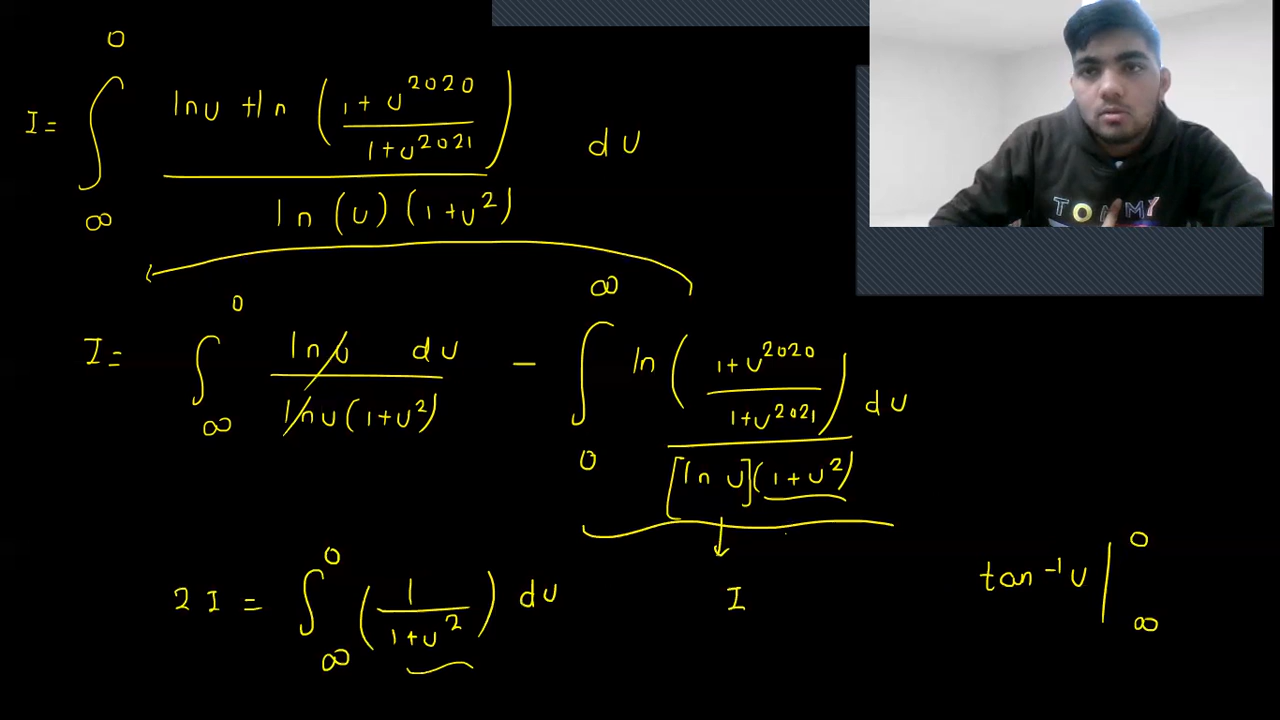 I = ∫_∞^0 (ln u + ln ((1+u^2020)/(1+u^2021))) / (ln (u) (1+u^2)) du
TOMMY
I = ∫_∞^0 (ln u du) / (ln u (1+u^2)) - ∫_0^∞ ln ((1+u^2020)/(1+u^2021)) / ([ln u](1+u^2)) du
2I = ∫_∞^0 (1/(1+u^2)) du
I
tan^-1 u |_∞^0